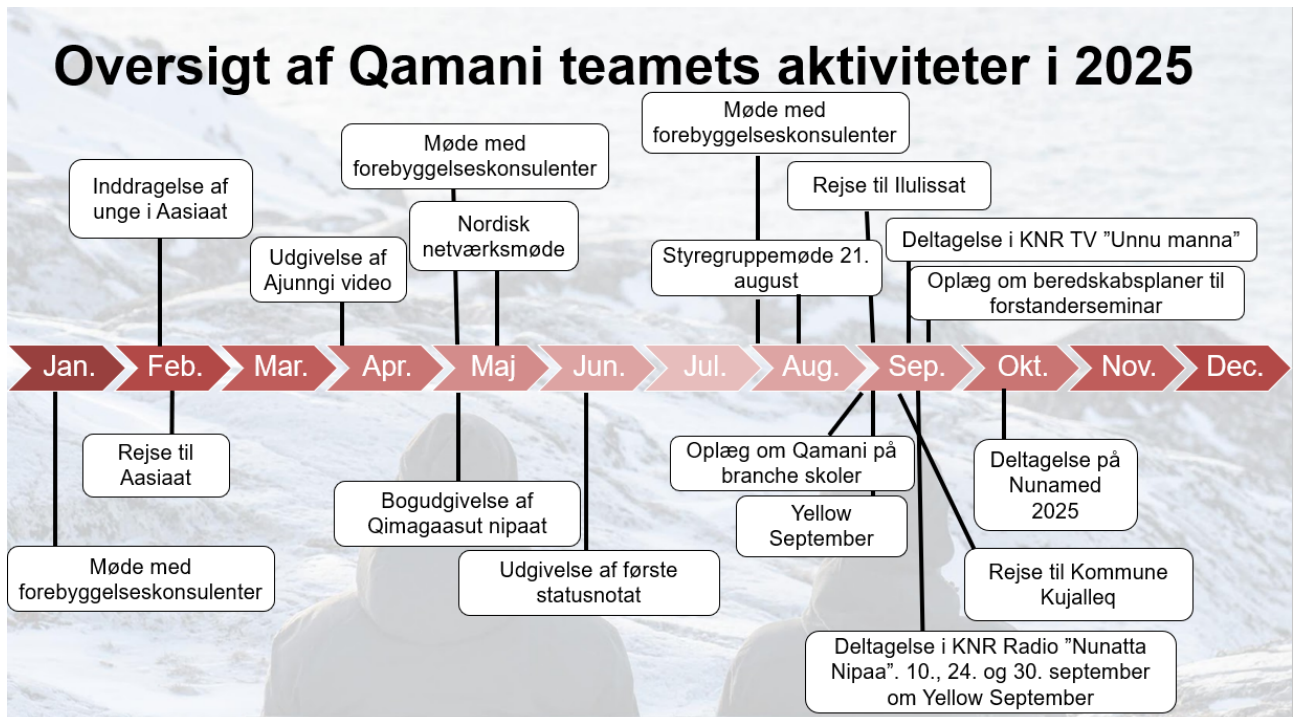 Oversigt af Qamani teamets aktiviteter i 2025
Møde med
forebyggelseskonsulenter
Møde med
forebyggelseskonsulenter
Inddragelse af
unge i Aasiaat
Rejse til Ilulissat
Nordisk
netværksmøde
Deltagelse i KNR TV ”Unnu manna”
Udgivelse af
Ajunngi video
Styregruppemøde 21.
august
Oplæg om beredskabsplaner til
forstanderseminar
Jan.
Feb.
Mar.
Apr.
Maj
Jun.
Jul.
Aug.
Sep.
Okt.
Nov.
Dec.
Rejse til
Aasiaat
Oplæg om Qamani på
branche skoler
Deltagelse på
Nunamed
2025
Bogudgivelse af
Qimagaasut nipaat
Yellow
September
Møde med
forebyggelseskonsulenter
Udgivelse af første
statusnotat
Rejse til Kommune
Kujalleq
Deltagelse i KNR Radio ”Nunatta
Nipaa”. 10., 24. og 30. september
om Yellow September